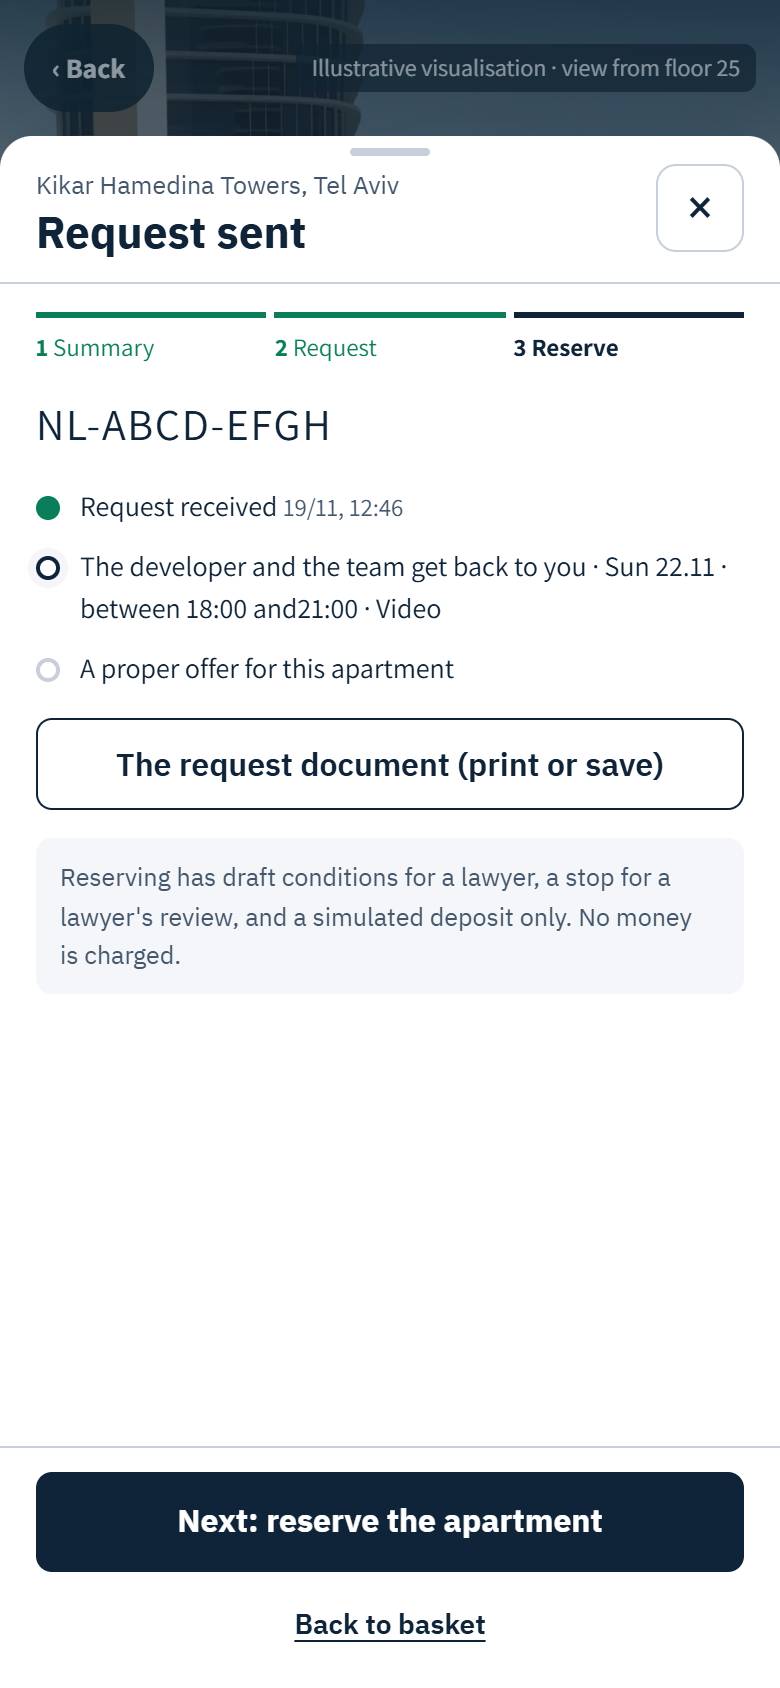 ‹ Back
Illustrative visualisation · view from floor 25
Kikar Hamedina Towers, Tel Aviv
Request sent
×
1 Summary
2 Request
3 Reserve
NL-ABCD-EFGH
Request received 19/11, 12:46
The developer and the team get back to you · Sun 22.11 ·
between 18:00 and21:00 · Video
A proper offer for this apartment
The request document (print or save)
Reserving has draft conditions for a lawyer, a stop for a
lawyer's review, and a simulated deposit only. No money
is charged.
Next: reserve the apartment
Back to basket